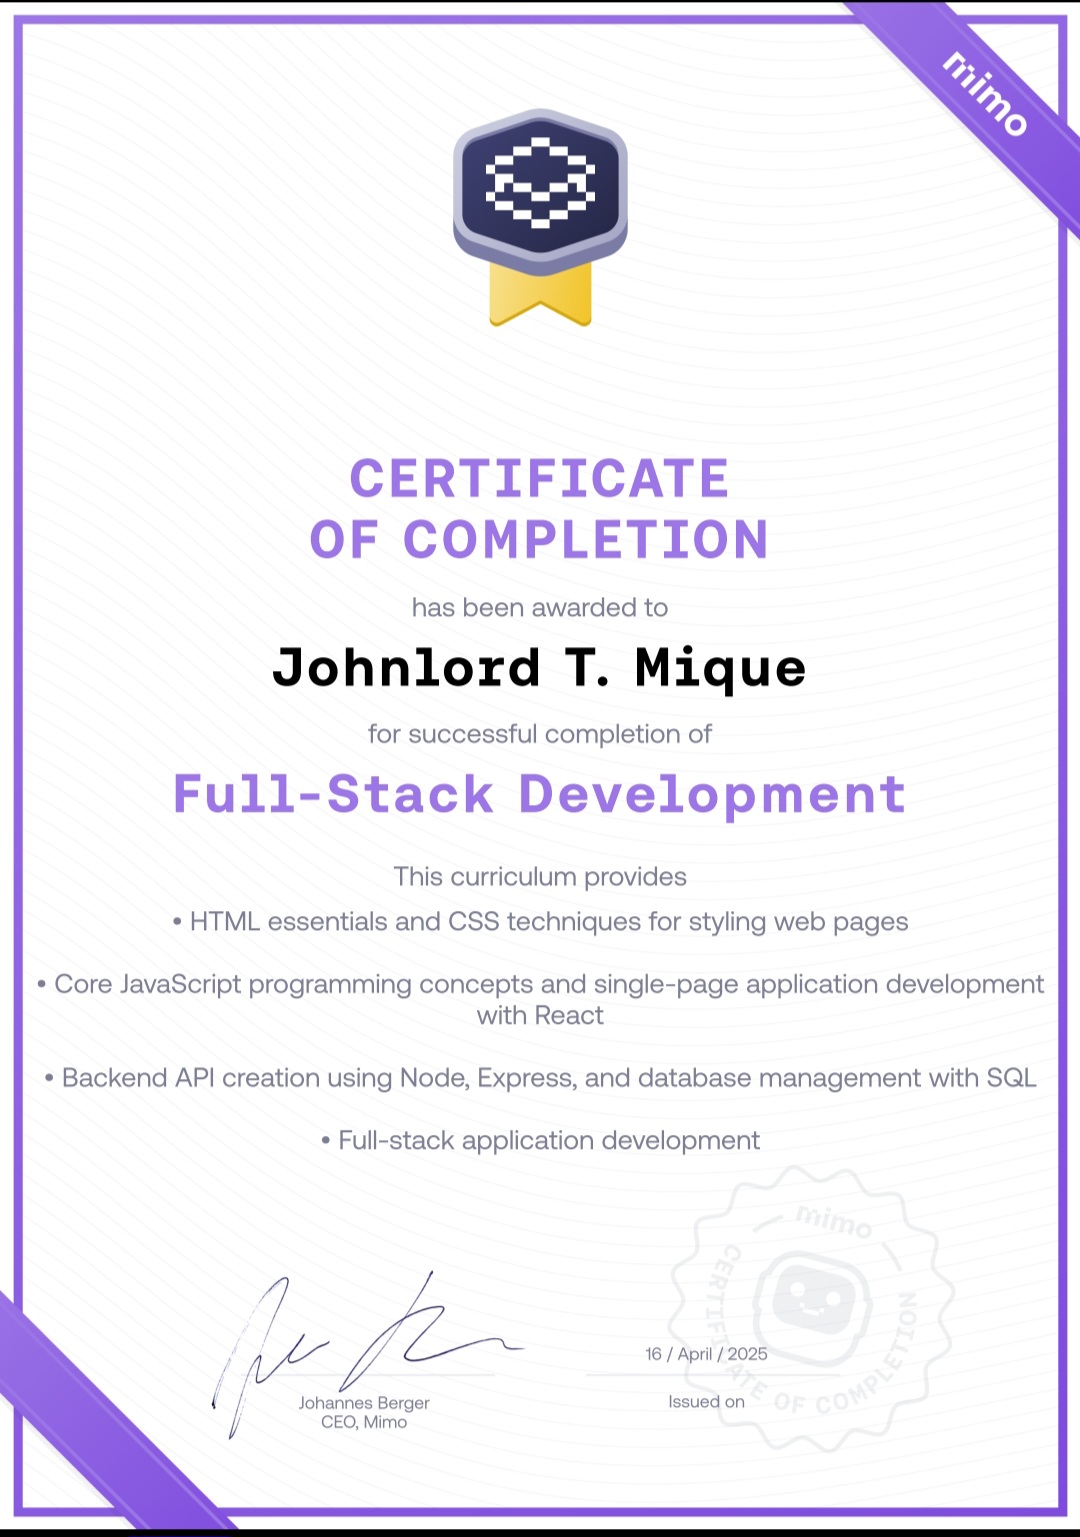 mimo
CERTIFICATE
OF COMPLETION
has been awarded to
Johnlord T. Mique
for successful completion of
Full-Stack Development
This curriculum provides
• HTML essentials and CSS techniques for styling web pages
• Core JavaScript programming concepts and single-page application development
with React
• Backend API creation using Node, Express, and database management with SQL
• Full-stack application development
mimo
CERTIFICATE OF COMPLETION
16 / April / 2025
Johannes Berger
CEO, Mimo
Issued on